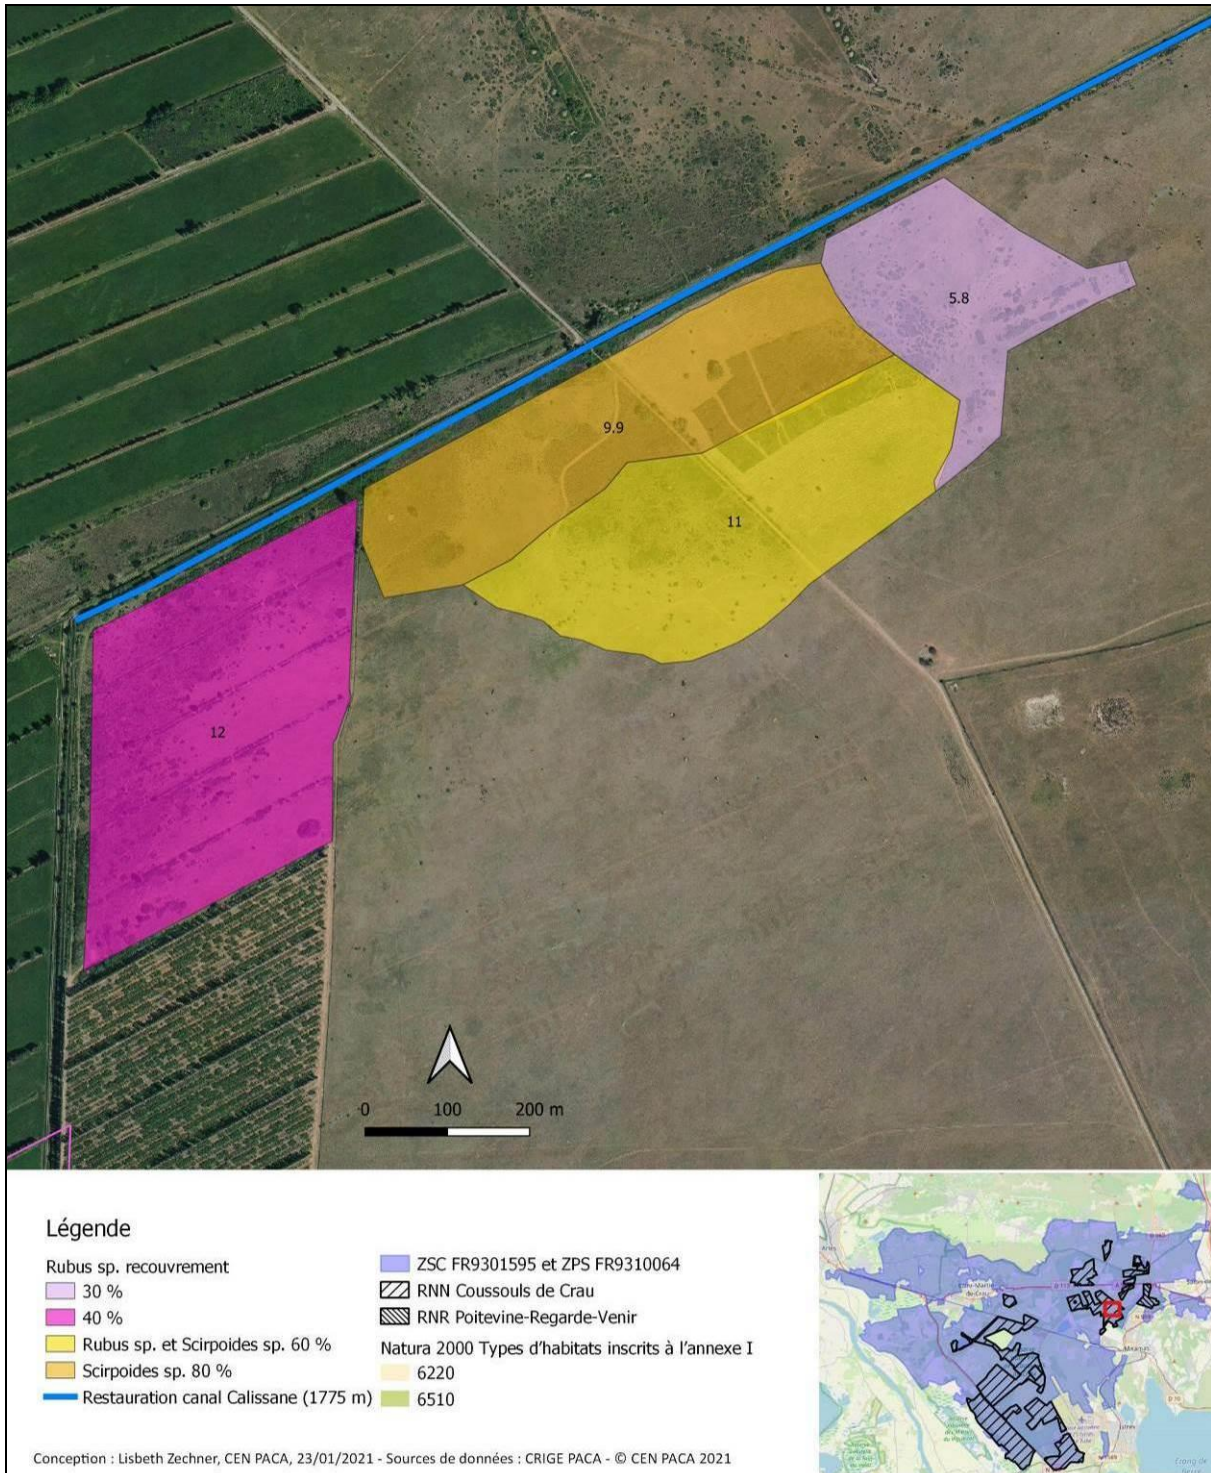 5.8
9.9
11
12
0 100 200 m
Légende
Rubus sp. recouvrement
30 %
40 %
Rubus sp. et Scirpoides sp. 60 %
Scirpoides sp. 80 %
Restauration canal Calissane (1775 m)
ZSC FR9301595 et ZPS FR9310064
RNN Coussouls de Crau
RNR Poitevine-Regarde-Venir
Natura 2000 Types d'habitats inscrits à l'annexe I
6220
6510
Arles
Miramas
Istres
Conception : Lisbeth Zechner, CEN PACA, 23/01/2021 - Sources de données : CRIGE PACA - © CEN PACA 2021